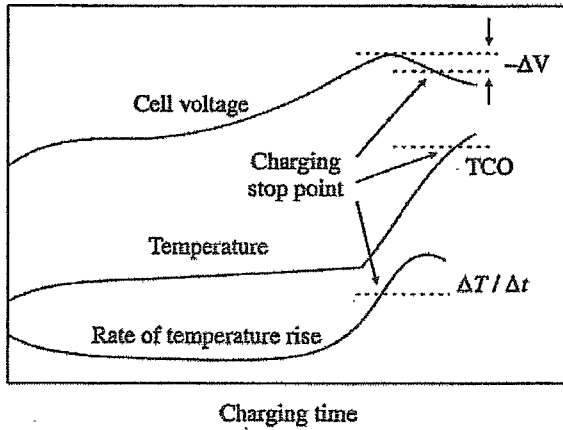 –ΔV
Cell voltage
Charging
stop point
TCO
Temperature
ΔT / Δt
Rate of temperature rise
Charging time